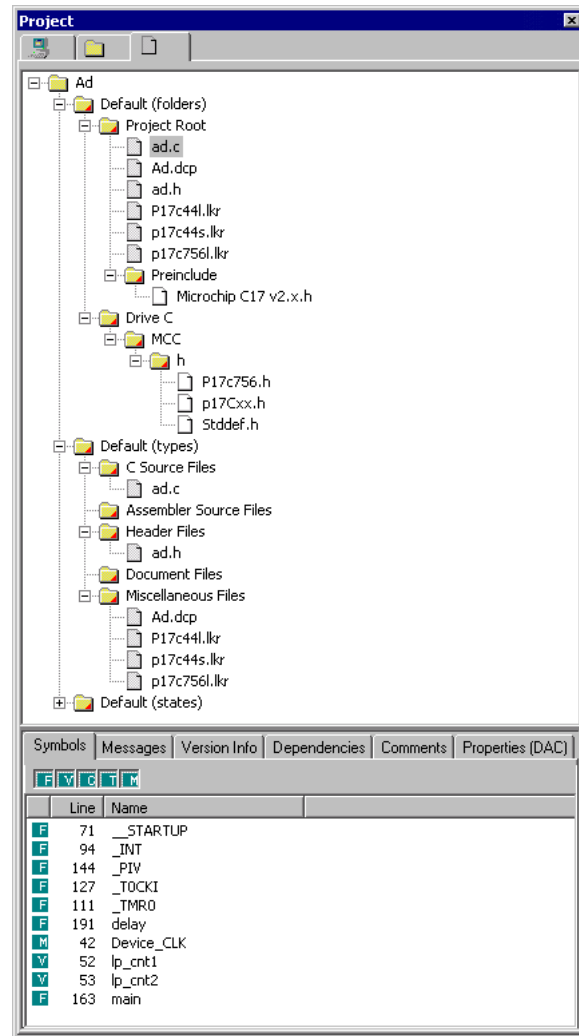 Project
Ad
Default (folders)
Project Root
ad.c
Ad.dcp
ad.h
P17c44l.lkr
p17c44s.lkr
p17c756l.lkr
Preinclude
Microchip C17 v2.x.h
Drive C
MCC
h
P17c756.h
p17Cxx.h
Stddef.h
Default (types)
C Source Files
ad.c
Assembler Source Files
Header Files
ad.h
Document Files
Miscellaneous Files
Ad.dcp
P17c44l.lkr
p17c44s.lkr
p17c756l.lkr
Default (states)
Symbols Messages Version Info Dependencies Comments Properties (DAC)
F V C T M
Line Name
F 71 __STARTUP
F 94 _INT
F 144 _PIV
F 127 _T0CKI
F 111 _TMR0
F 191 delay
M 42 Device_CLK
V 52 lp_cnt1
V 53 lp_cnt2
F 163 main